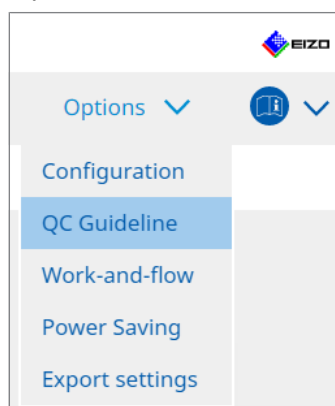 EIZO
Options
Configuration
QC Guideline
Work-and-flow
Power Saving
Export settings